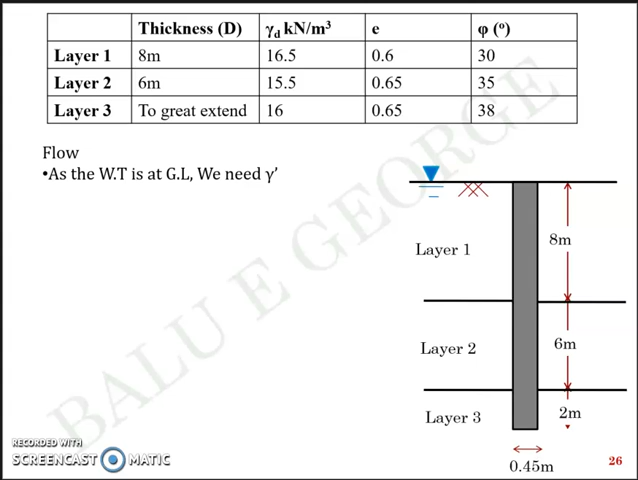 Thickness (D) γd kN/m³ e φ (º)
Layer 1 8m 16.5 0.6 30
Layer 2 6m 15.5 0.65 35
Layer 3 To great extend 16 0.65 38
Flow
•As the W.T is at G.L, We need γ'
Layer 1
8m
Layer 2
6m
Layer 3
2m
0.45m
BALU E GEORGE
RECORDED WITH
SCREENCAST MATIC
26